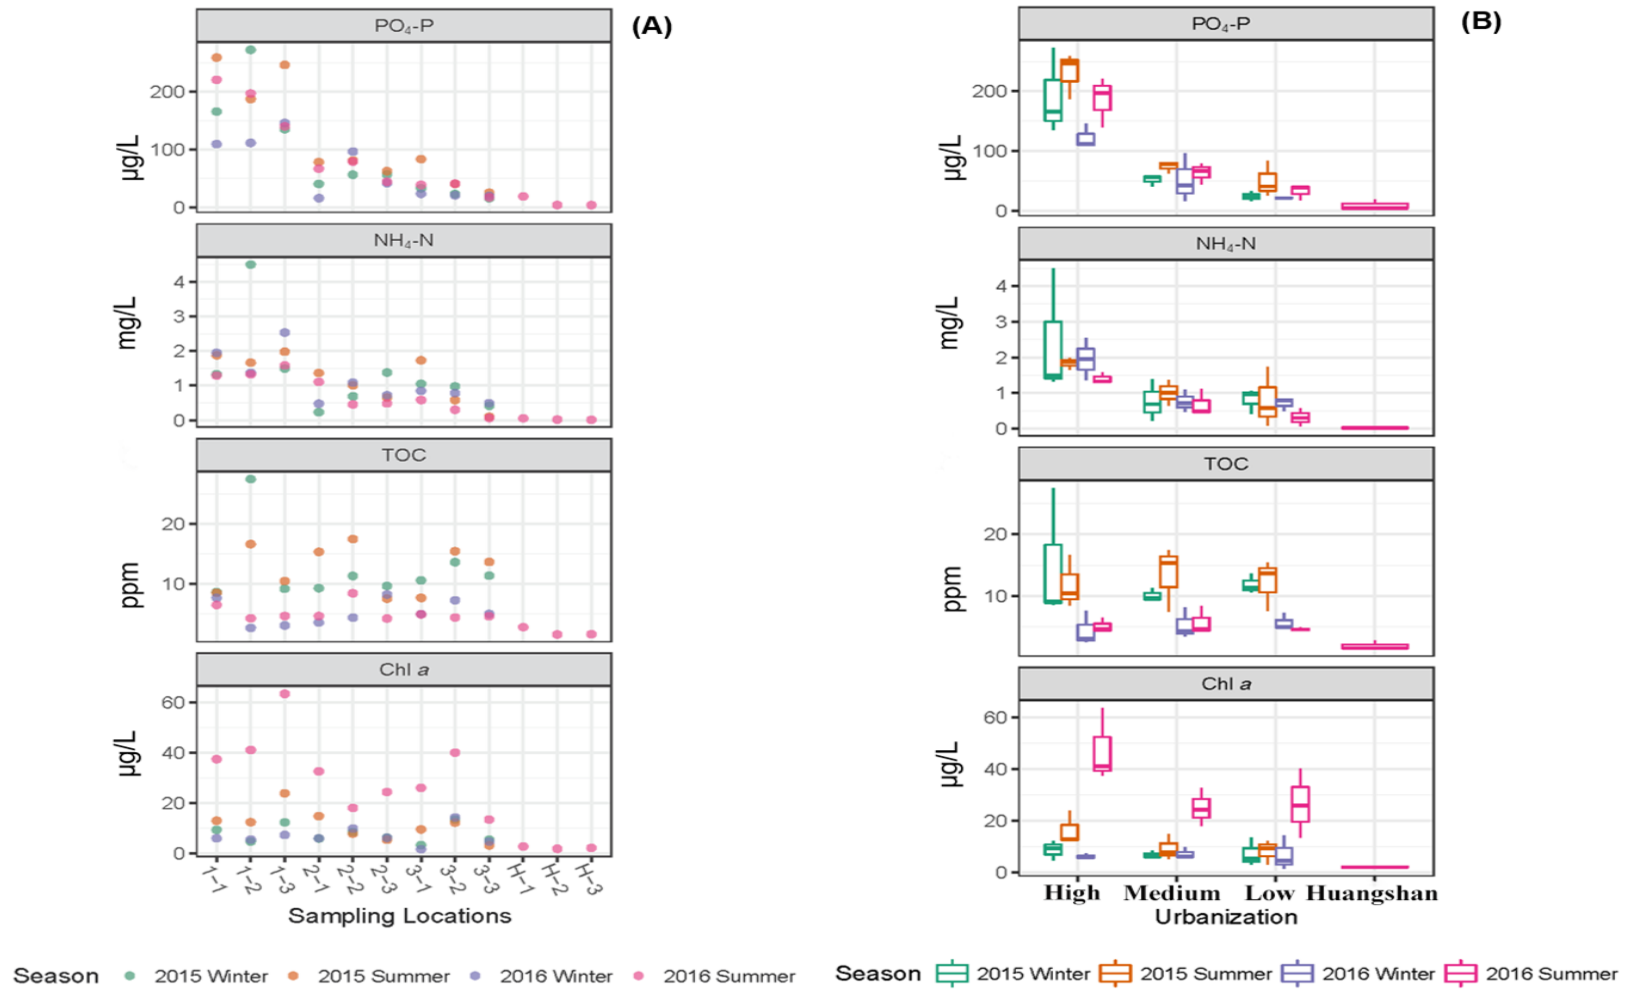 (A)
PO₄-P
200
100
0
µg/L
NH₄-N
4
3
2
1
0
mg/L
TOC
20
10
ppm
Chl a
60
40
20
0
µg/L
1-1 1-2 1-3 2-1 2-2 2-3 3-1 3-2 3-3 H-1 H-2 H-3
Sampling Locations
Season 2015 Winter 2015 Summer 2016 Winter 2016 Summer
(B)
PO₄-P
200
100
0
µg/L
NH₄-N
4
3
2
1
0
mg/L
TOC
20
10
ppm
Chl a
60
40
20
0
µg/L
High Medium Low Huangshan
Urbanization
Season 2015 Winter 2015 Summer 2016 Winter 2016 Summer